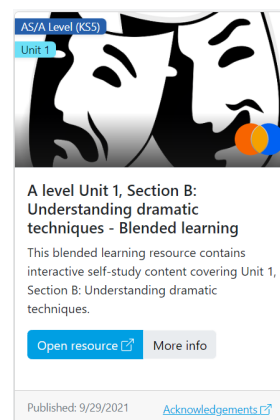 AS/A Level (KS5)
Unit 1
A level Unit 1, Section B:
Understanding dramatic
techniques - Blended learning
This blended learning resource contains
interactive self-study content covering Unit 1,
Section B: Understanding dramatic
techniques.
Open resource More info
Published: 9/29/2021 Acknowledgements